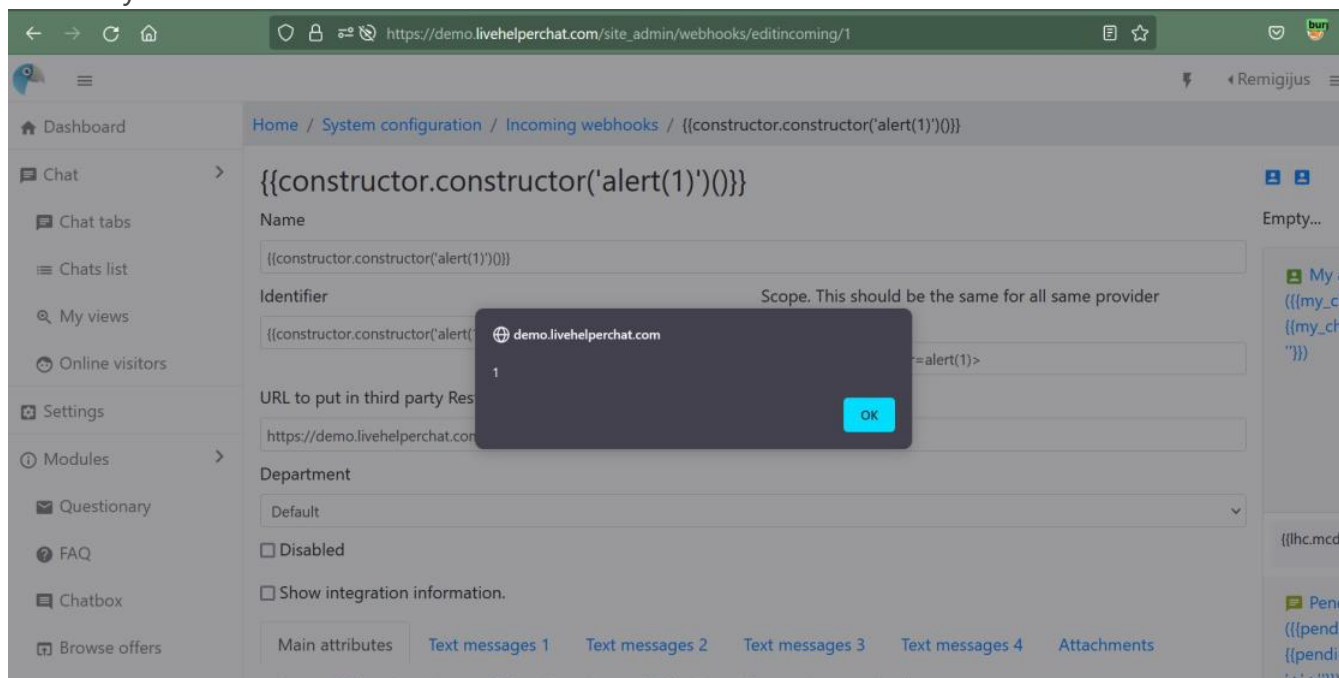 https://demo.livehelperchat.com/site_admin/webhooks/editincoming/1
Remigijus
Dashboard
Home / System configuration / Incoming webhooks / {{constructor.constructor('alert(1)')()}}
Chat
{{constructor.constructor('alert(1)')()}}
Chat tabs
Name
Empty...
{{constructor.constructor('alert(1)')()}}
Chats list
Identifier
Scope. This should be the same for all same provider
My
({{my_c
My views
{{constructor.constructor('alert(
demo.livehelperchat.com
=alert(1)>
{{my_ch
''}})
Online visitors
1
URL to put in third party Res
OK
Settings
https://demo.livehelperchat.com
Modules
Department
Questionary
Default
FAQ
Disabled
{{lhc.mcd
Chatbox
Show integration information.
Pen
({{pend
Browse offers
Main attributes
Text messages 1
Text messages 2
Text messages 3
Text messages 4
Attachments
{{pendi